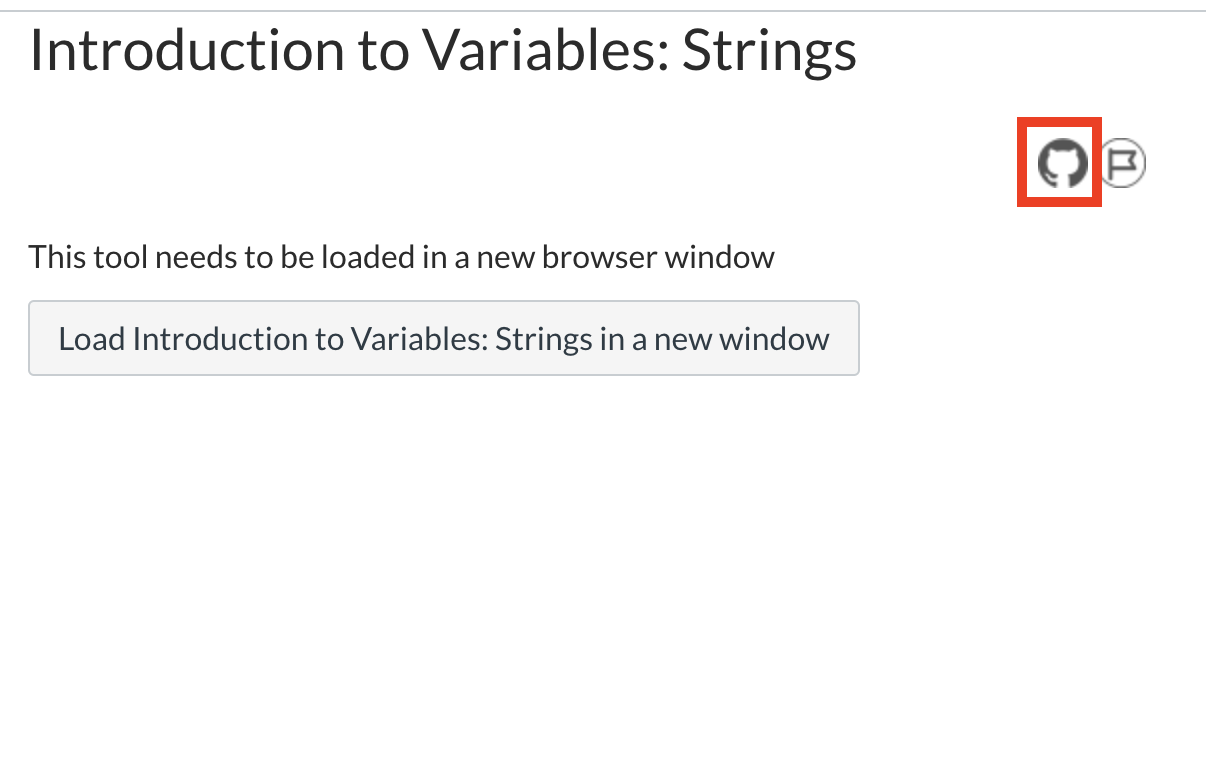 Introduction to Variables: Strings
This tool needs to be loaded in a new browser window
Load Introduction to Variables: Strings in a new window